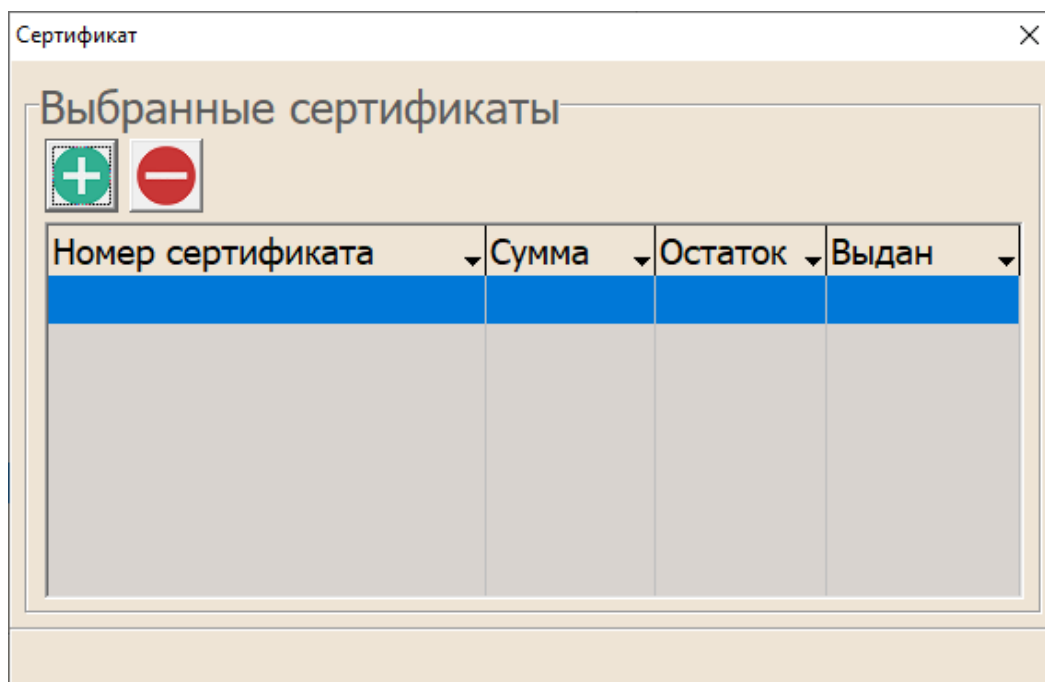 Сертификат
Выбранные сертификаты
Номер сертификата Сумма Остаток Выдан